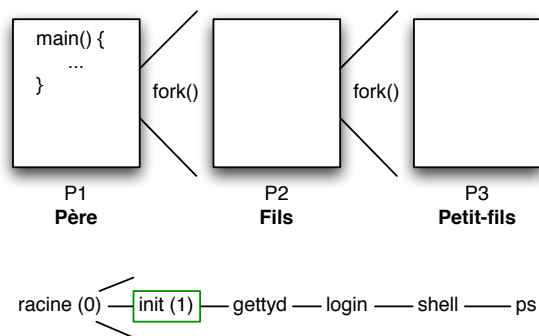 main() {
...
}
fork()
fork()
P1
P2
P3
Père
Fils
Petit-fils
racine (0)
init (1)
gettyd
login
shell
ps